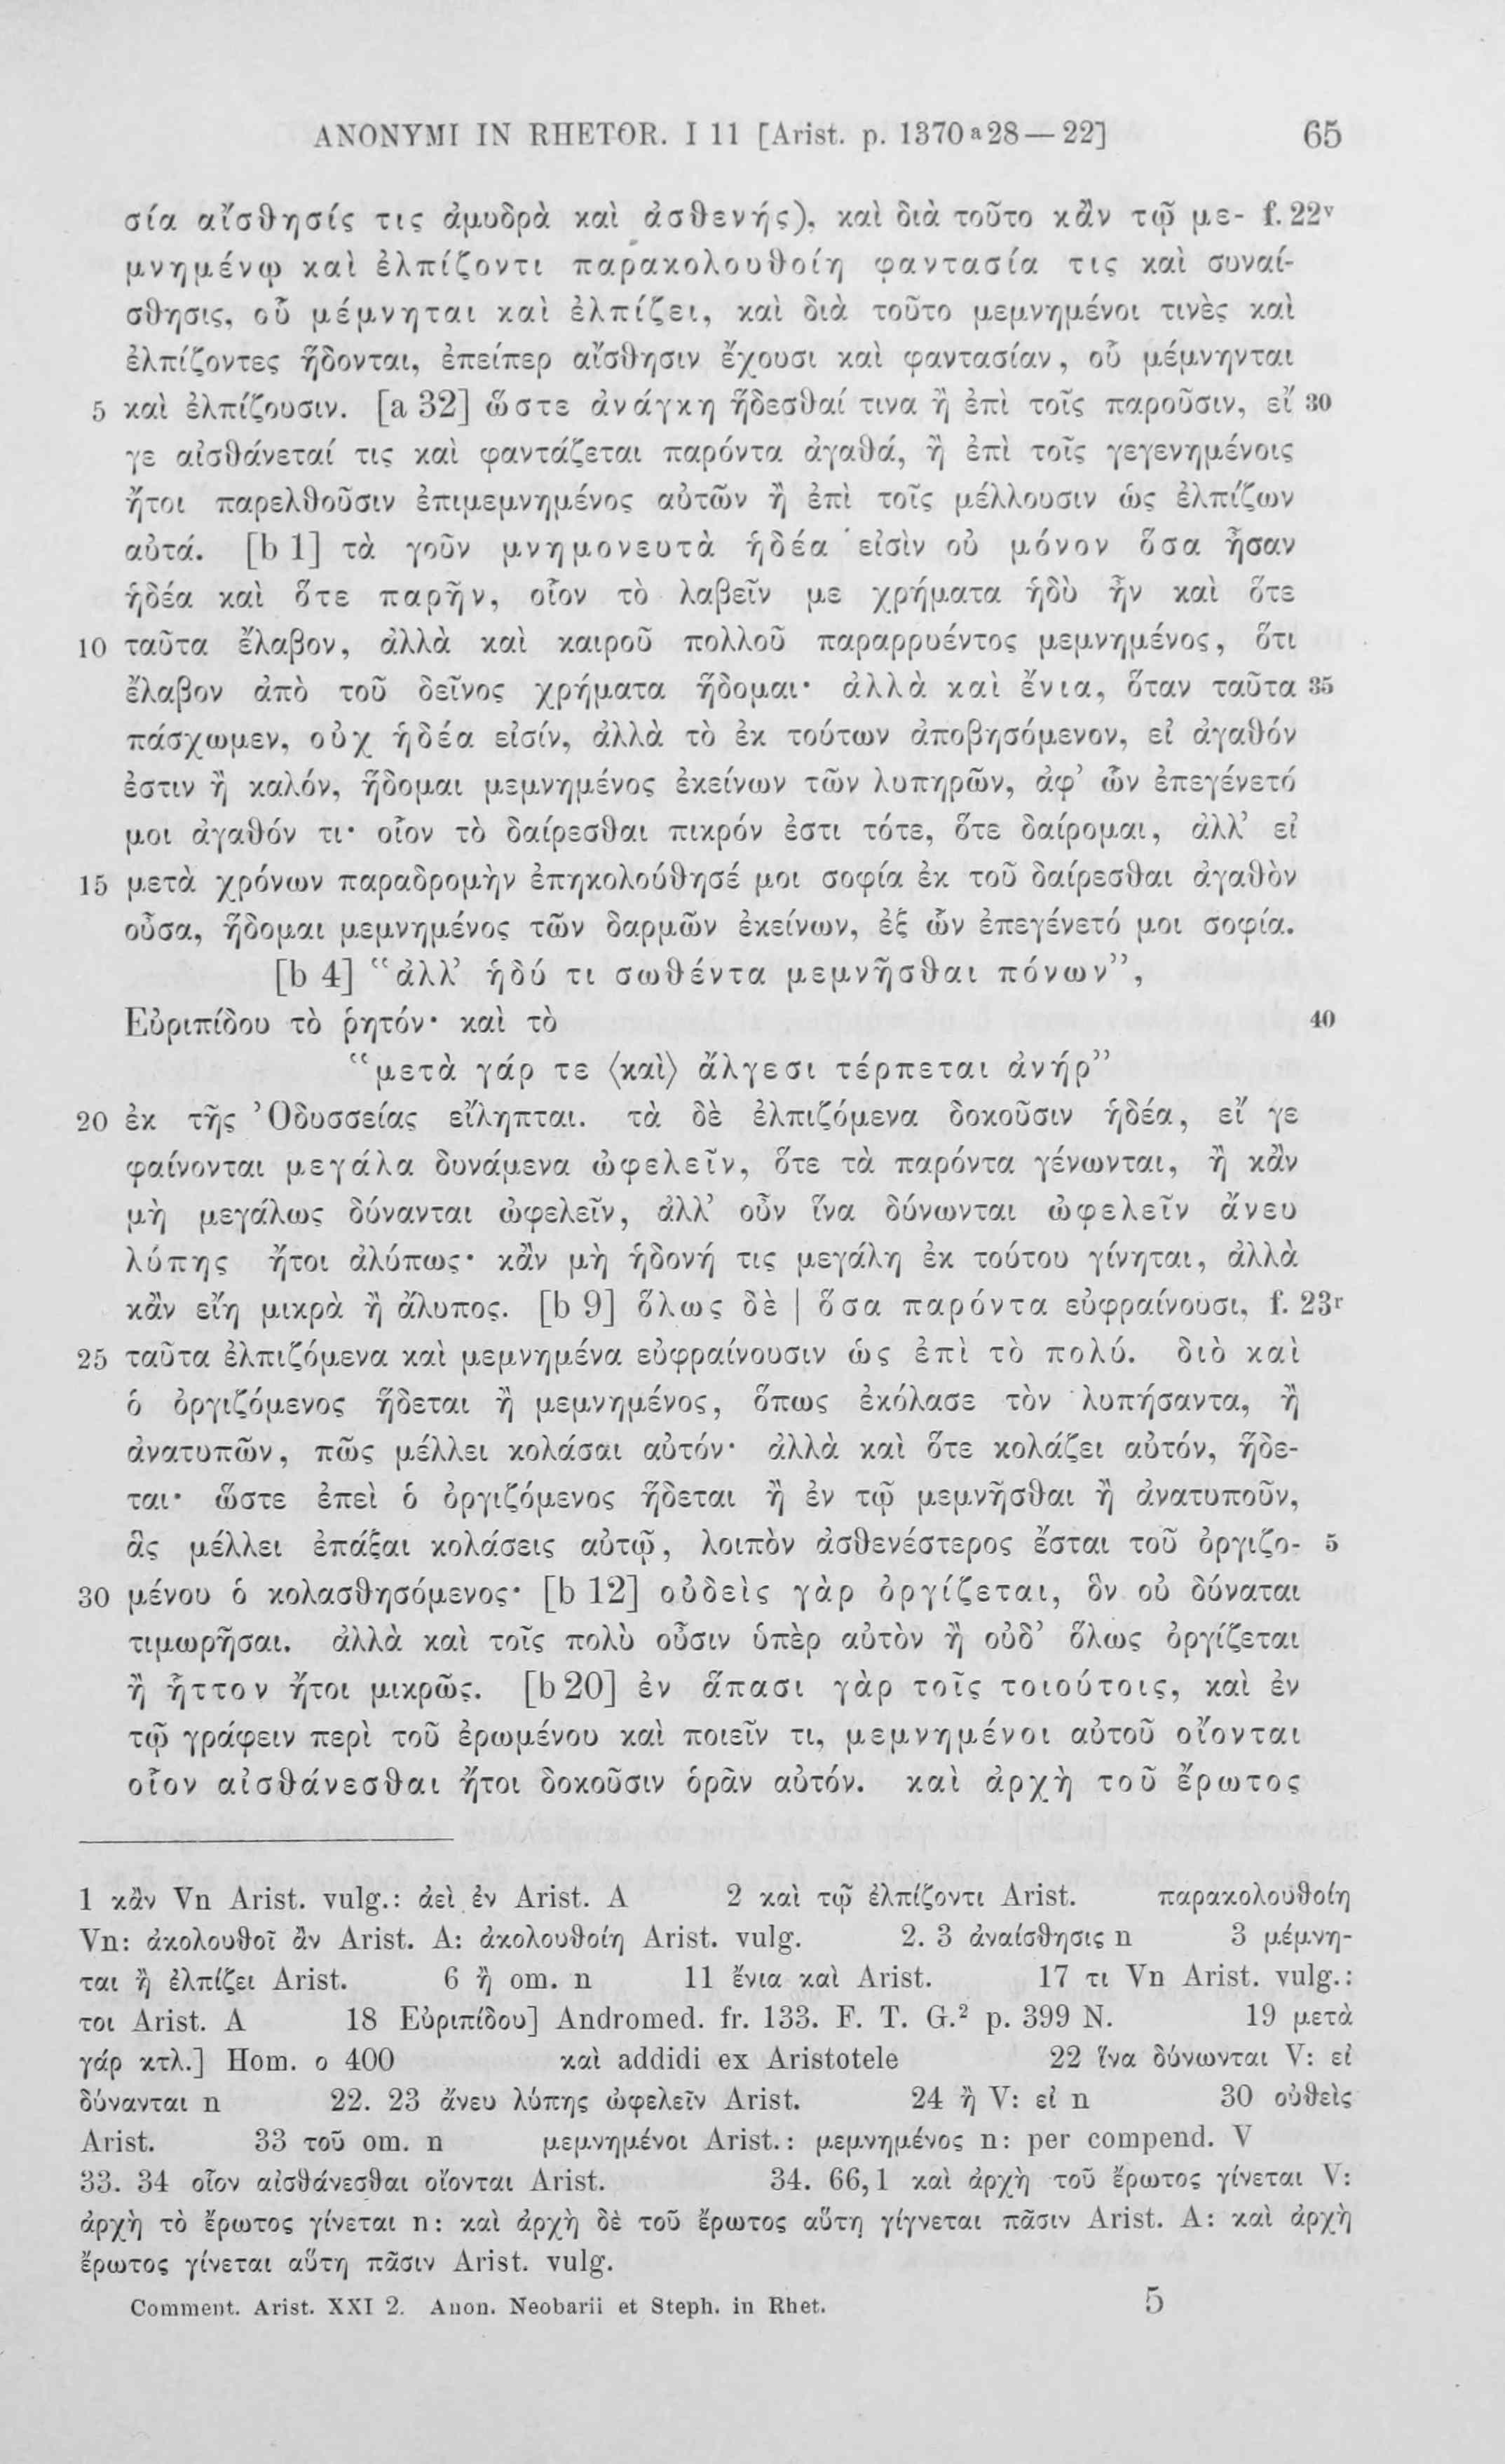 ANONYMI IN RHETOR. I 11 [Arist. p. 1370 a 28 — 22] 65
σία αἴσθησίς τις ἀμυδρὰ καὶ ἀσθενής), καὶ διὰ τοῦτο κἂν τῷ με- f. 22v
μνημένῳ καὶ ἐλπίζοντι παρακολουθοίη φαντασία τις καὶ συναί-
σθησις, οὗ μέμνηται καὶ ἐλπίζει, καὶ διὰ τοῦτο μεμνημένοι τινὲς καὶ
ἐλπίζοντες ἥδονται, ἐπείπερ αἴσθησιν ἔχουσι καὶ φαντασίαν, οὗ μέμνηνται
5 καὶ ἐλπίζουσιν. [a 32] ὥστε ἀνάγκη ἥδεσθαί τινα ἢ ἐπὶ τοῖς παροῦσιν, εἴ 30
γε αἰσθάνεταί τις καὶ φαντάζεται παρόντα ἀγαθά, ἢ ἐπὶ τοῖς γεγενημένοις
ἤτοι παρελθοῦσιν ἐπιμεμνημένος αὐτῶν ἢ ἐπὶ τοῖς μέλλουσιν ὡς ἐλπίζων
αὐτά. [b 1] τὰ γοῦν μνημονευτὰ ἡδέα εἰσὶν οὐ μόνον ὅσα ἦσαν
ἡδέα καὶ ὅτε παρῆν, οἷον τὸ λαβεῖν με χρήματα ἡδὺ ἦν καὶ ὅτε
10 ταῦτα ἔλαβον, ἀλλὰ καὶ καιροῦ πολλοῦ παραρρυέντος μεμνημένος, ὅτι
ἔλαβον ἀπὸ τοῦ δεῖνος χρήματα ἥδομαι· ἀλλὰ καὶ ἔνια, ὅταν ταῦτα 35
πάσχωμεν, οὐχ ἡδέα εἰσίν, ἀλλὰ τὸ ἐκ τούτων ἀποβησόμενον, εἰ ἀγαθόν
ἐστιν ἢ καλόν, ἥδομαι μεμνημένος ἐκείνων τῶν λυπηρῶν, ἀφ’ ὧν ἐπεγένετό
μοι ἀγαθόν τι· οἷον τὸ δαίρεσθαι πικρόν ἐστι τότε, ὅτε δαίρομαι, ἀλλ’ εἰ
15 μετὰ χρόνων παραδρομὴν ἐπηκολούθησέ μοι σοφία ἐκ τοῦ δαίρεσθαι ἀγαθὸν
οὖσα, ἥδομαι μεμνημένος τῶν δαρμῶν ἐκείνων, ἐξ ὧν ἐπεγένετό μοι σοφία.
[b 4] “ἀλλ’ ἡδύ τι σωθέντα μεμνῆσθαι πόνων”,
Εὐριπίδου τὸ ῥητόν· καὶ τὸ 40
“μετὰ γάρ τε ⟨καὶ⟩ ἄλγεσι τέρπεται ἀνήρ”
20 ἐκ τῆς Ὀδυσσείας εἴληπται. τὰ δὲ ἐλπιζόμενα δοκοῦσιν ἡδέα, εἴ γε
φαίνονται μεγάλα δυνάμενα ὠφελεῖν, ὅτε τὰ παρόντα γένωνται, ἢ κἂν
μὴ μεγάλως δύνανται ὠφελεῖν, ἀλλ’ οὖν ἵνα δύνωνται ὠφελεῖν ἄνευ
λύπης ἤτοι ἀλύπως· κἂν μὴ ἡδονή τις μεγάλη ἐκ τούτου γίνηται, ἀλλὰ
κἂν εἴη μικρὰ ἢ ἄλυπος. [b 9] ὅλως δὲ | ὅσα παρόντα εὐφραίνουσι, f. 23r
25 ταῦτα ἐλπιζόμενα καὶ μεμνημένα εὐφραίνουσιν ὡς ἐπὶ τὸ πολύ. διὸ καὶ
ὁ ὀργιζόμενος ἥδεται ἢ μεμνημένος, ὅπως ἐκόλασε τὸν λυπήσαντα, ἢ
ἀνατυπῶν, πῶς μέλλει κολάσαι αὐτόν· ἀλλὰ καὶ ὅτε κολάζει αὐτόν, ἥδε-
ται· ὥστε ἐπεὶ ὁ ὀργιζόμενος ἥδεται ἢ ἐν τῷ μεμνῆσθαι ἢ ἀνατυποῦν,
ἃς μέλλει ἐπάξαι κολάσεις αὐτῷ, λοιπὸν ἀσθενέστερος ἔσται τοῦ ὀργιζο- 5
30 μένου ὁ κολασθησόμενος· [b 12] οὐδεὶς γὰρ ὀργίζεται, ὃν οὐ δύναται
τιμωρῆσαι. ἀλλὰ καὶ τοῖς πολὺ οὖσιν ὑπὲρ αὐτὸν ἢ οὐδ’ ὅλως ὀργίζεται
ἢ ἧττον ἤτοι μικρῶς. [b 20] ἐν ἅπασι γὰρ τοῖς τοιούτοις, καὶ ἐν
τῷ γράφειν περὶ τοῦ ἐρωμένου καὶ ποιεῖν τι, μεμνημένοι αὐτοῦ οἴονται
οἷον αἰσθάνεσθαι ἤτοι δοκοῦσιν ὁρᾶν αὐτόν. καὶ ἀρχὴ τοῦ ἔρωτος
1 κἂν Vn Arist. vulg.: ἀεὶ ἐν Arist. A 2 καὶ τῷ ἐλπίζοντι Arist. παρακολουθοίη
Vn: ἀκολουθοῖ ἂν Arist. A: ἀκολουθοίη Arist. vulg. 2. 3 ἀναίσθησις n 3 μέμνη-
ται ἢ ἐλπίζει Arist. 6 ἢ om. n 11 ἔνια καὶ Arist. 17 τι Vn Arist. vulg.:
τοι Arist. A 18 Εὐριπίδου] Andromed. fr. 133. F. T. G.² p. 399 N. 19 μετὰ
γάρ κτλ.] Hom. ο 400 καὶ addidi ex Aristotele 22 ἵνα δύνωνται V: εἰ
δύνανται n 22. 23 ἄνευ λύπης ὠφελεῖν Arist. 24 ἢ V: εἰ n 30 οὐθεὶς
Arist. 33 τοῦ om. n μεμνημένοι Arist.: μεμνημένος n: per compend. V
33. 34 οἷον αἰσθάνεσθαι οἴονται Arist. 34. 66,1 καὶ ἀρχὴ τοῦ ἔρωτος γίνεται V:
ἀρχὴ τὸ ἔρωτος γίνεται n: καὶ ἀρχὴ δὲ τοῦ ἔρωτος αὕτη γίγνεται πᾶσιν Arist. A: καὶ ἀρχὴ
ἔρωτος γίνεται αὕτη πᾶσιν Arist. vulg.
Comment. Arist. XXI 2. Anon. Neobarii et Steph. in Rhet. 5